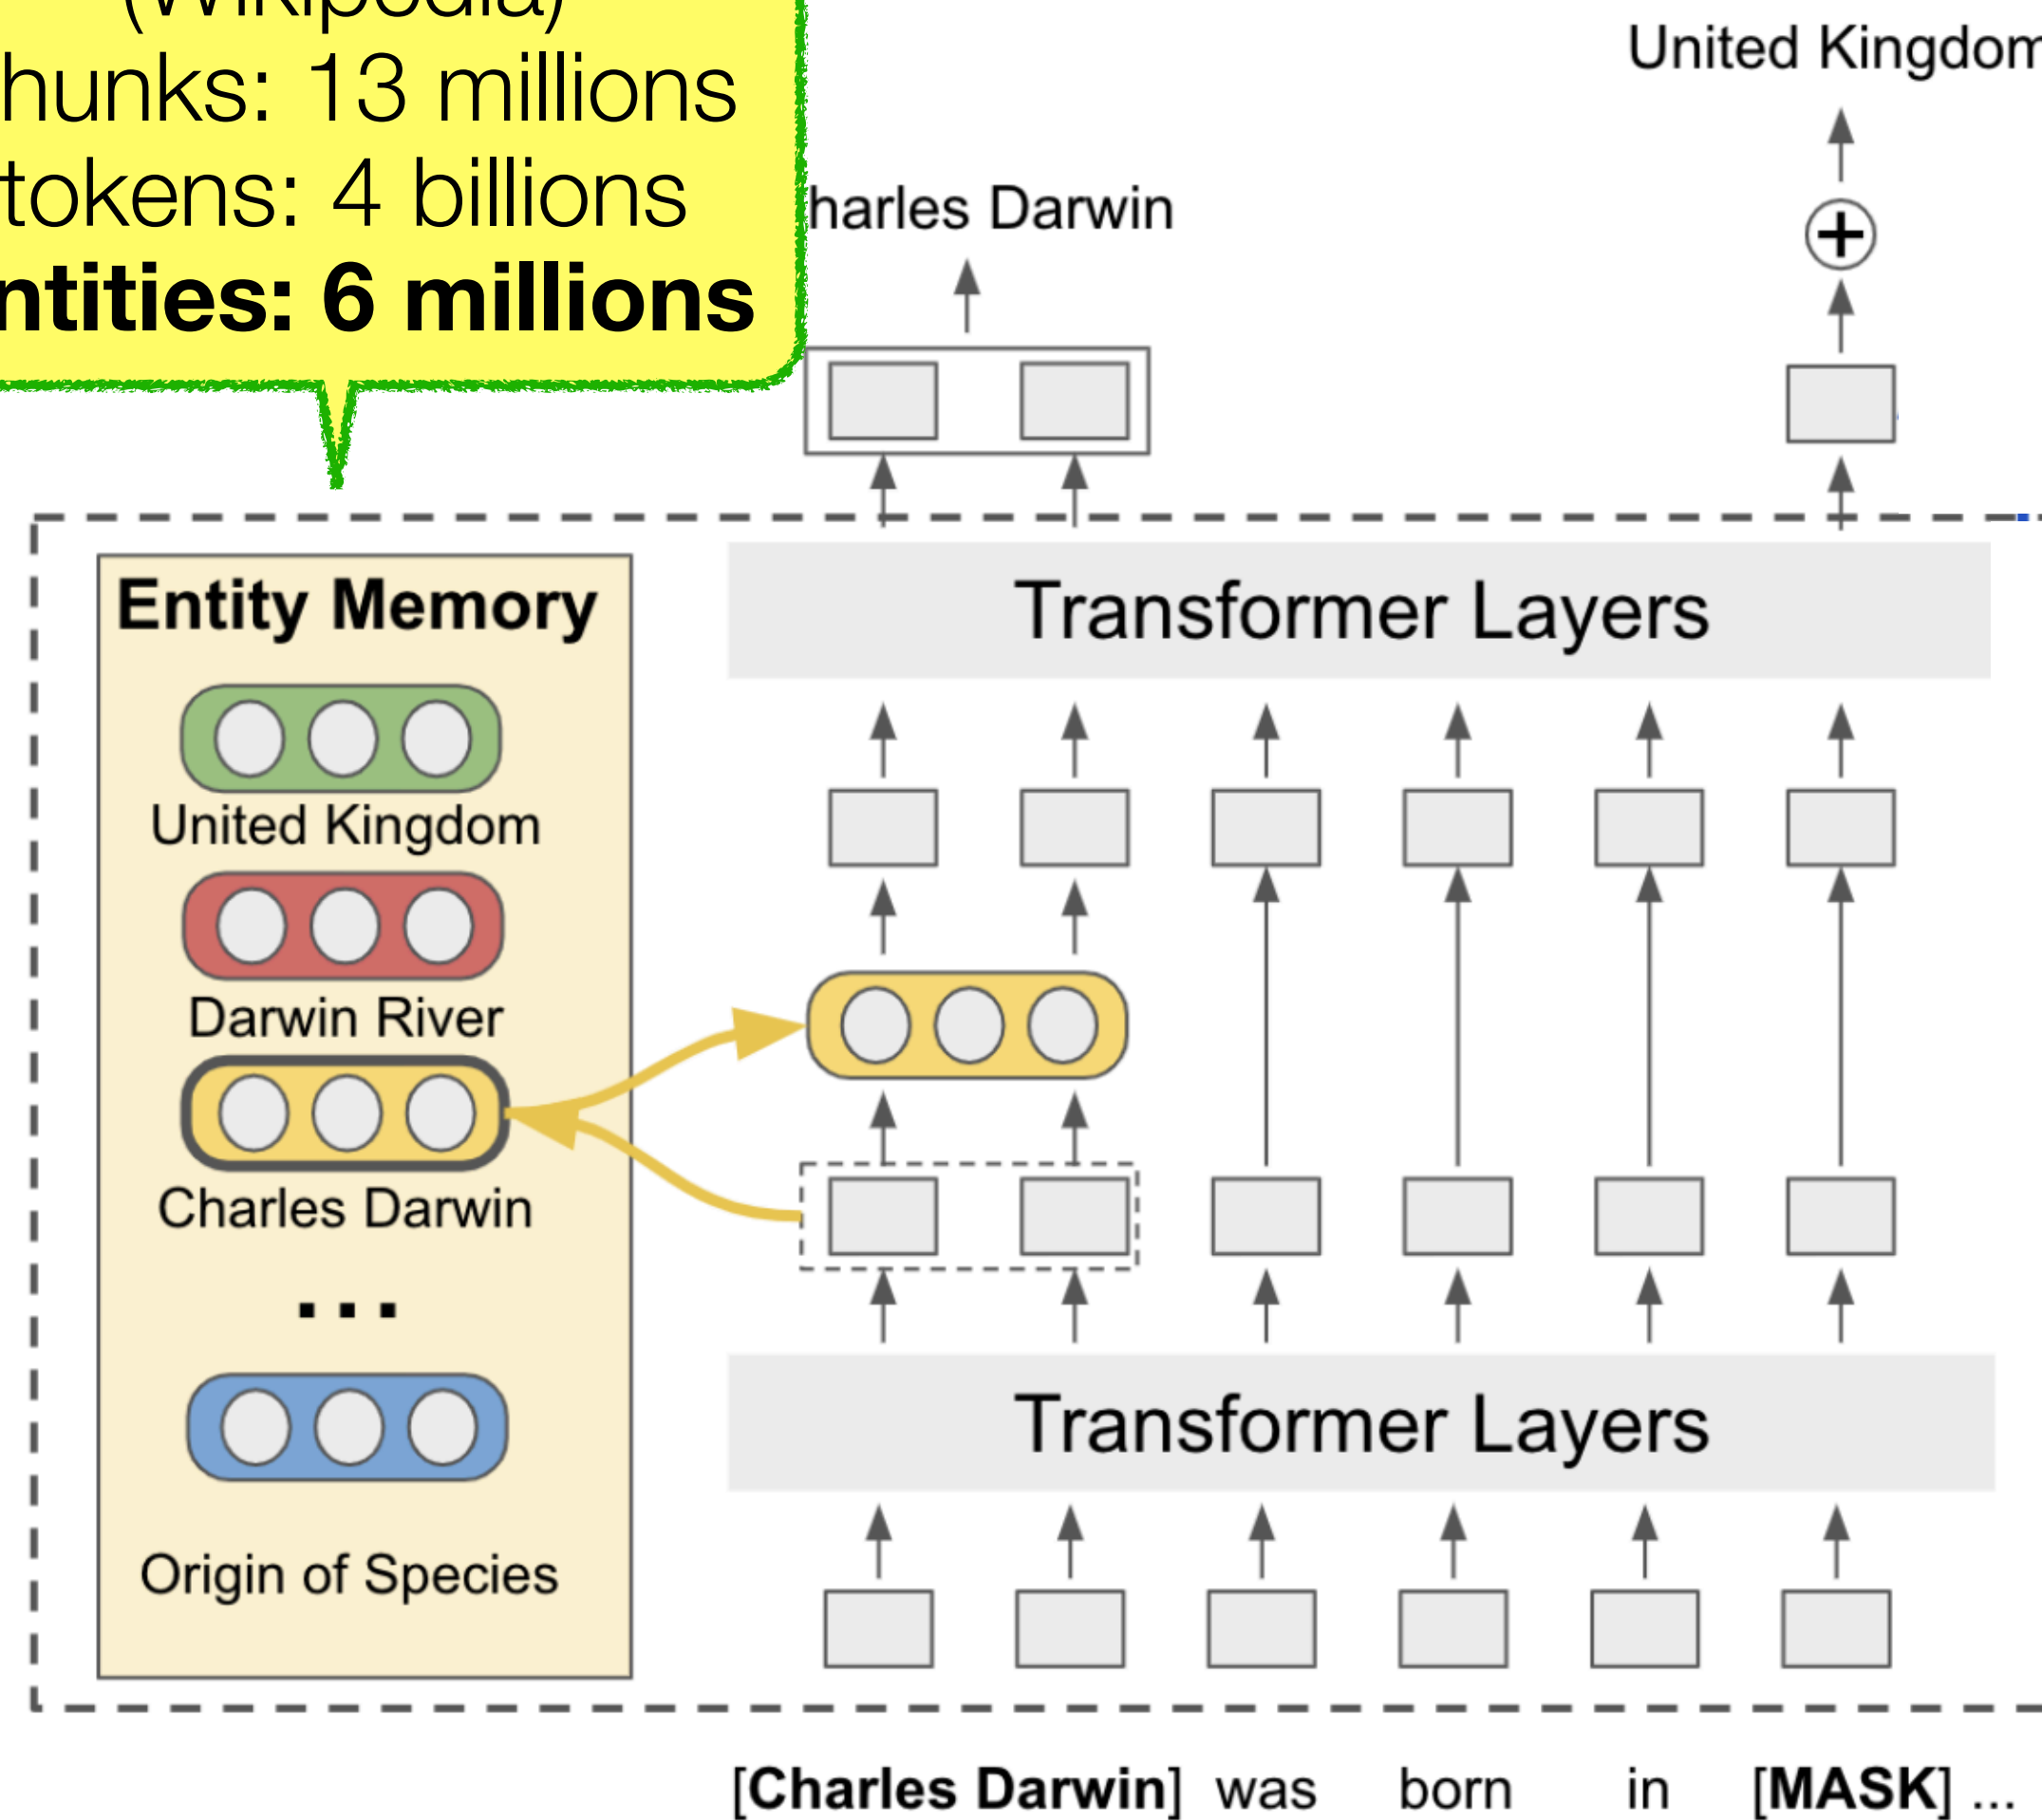 (Wikipedia)
hunks: 13 millions
tokens: 4 billions
ntities: 6 millions
United Kingdom
harles Darwin
Entity Memory
United Kingdom
Darwin River
Charles Darwin
...
Origin of Species
Transformer Layers
Transformer Layers
[Charles Darwin] was born in [MASK] ...